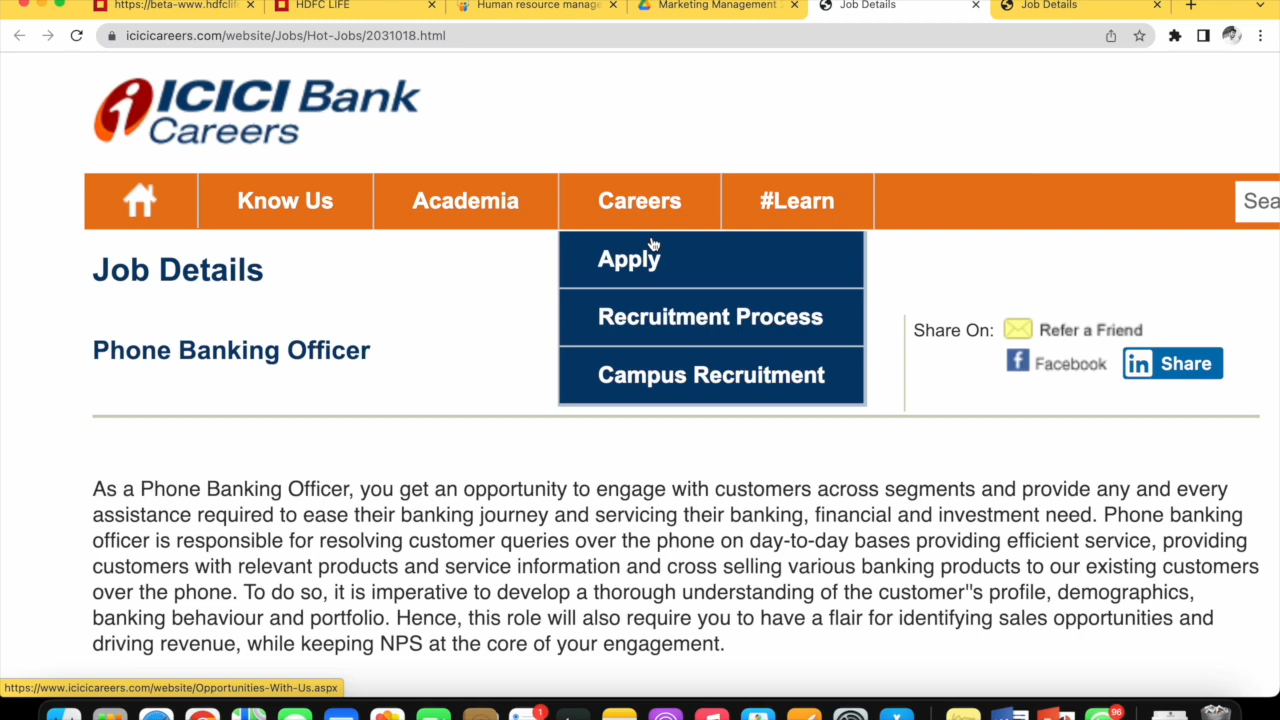 https://beta-www.hdfclif
HDFC LIFE
Human resource manage
Marketing Management
Job Details
Job Details
icicicareers.com/website/Jobs/Hot-Jobs/2031018.html
ICICI Bank
Careers
Know Us
Academia
Careers
#Learn
Sea
Apply
Recruitment Process
Campus Recruitment
Job Details
Phone Banking Officer
Share On:
Refer a Friend
Facebook
in Share
As a Phone Banking Officer, you get an opportunity to engage with customers across segments and provide any and every
assistance required to ease their banking journey and servicing their banking, financial and investment need. Phone banking
officer is responsible for resolving customer queries over the phone on day-to-day bases providing efficient service, providing
customers with relevant products and service information and cross selling various banking products to our existing customers
over the phone. To do so, it is imperative to develop a thorough understanding of the customer"s profile, demographics,
banking behaviour and portfolio. Hence, this role will also require you to have a flair for identifying sales opportunities and
driving revenue, while keeping NPS at the core of your engagement.
https://www.icicicareers.com/website/Opportunities-With-Us.aspx
1
96